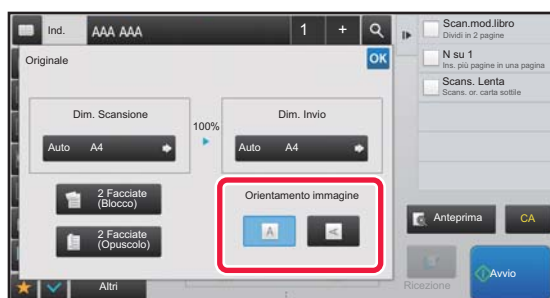 Ind.
AAA AAA
1
+
Originale
OK
Dim. Scansione
100%
Dim. Invio
Auto A4
Auto A4
2 Facciate
(Blocco)
2 Facciate
(Opuscolo)
Orientamento immagine
A
A
Altri
Scan.mod.libro
Dividi in 2 pagine
N su 1
Ins. più pagine in una pagina
Scans. Lenta
Scans. or. carta sottile
Anteprima
CA
Ricezione
Avvio